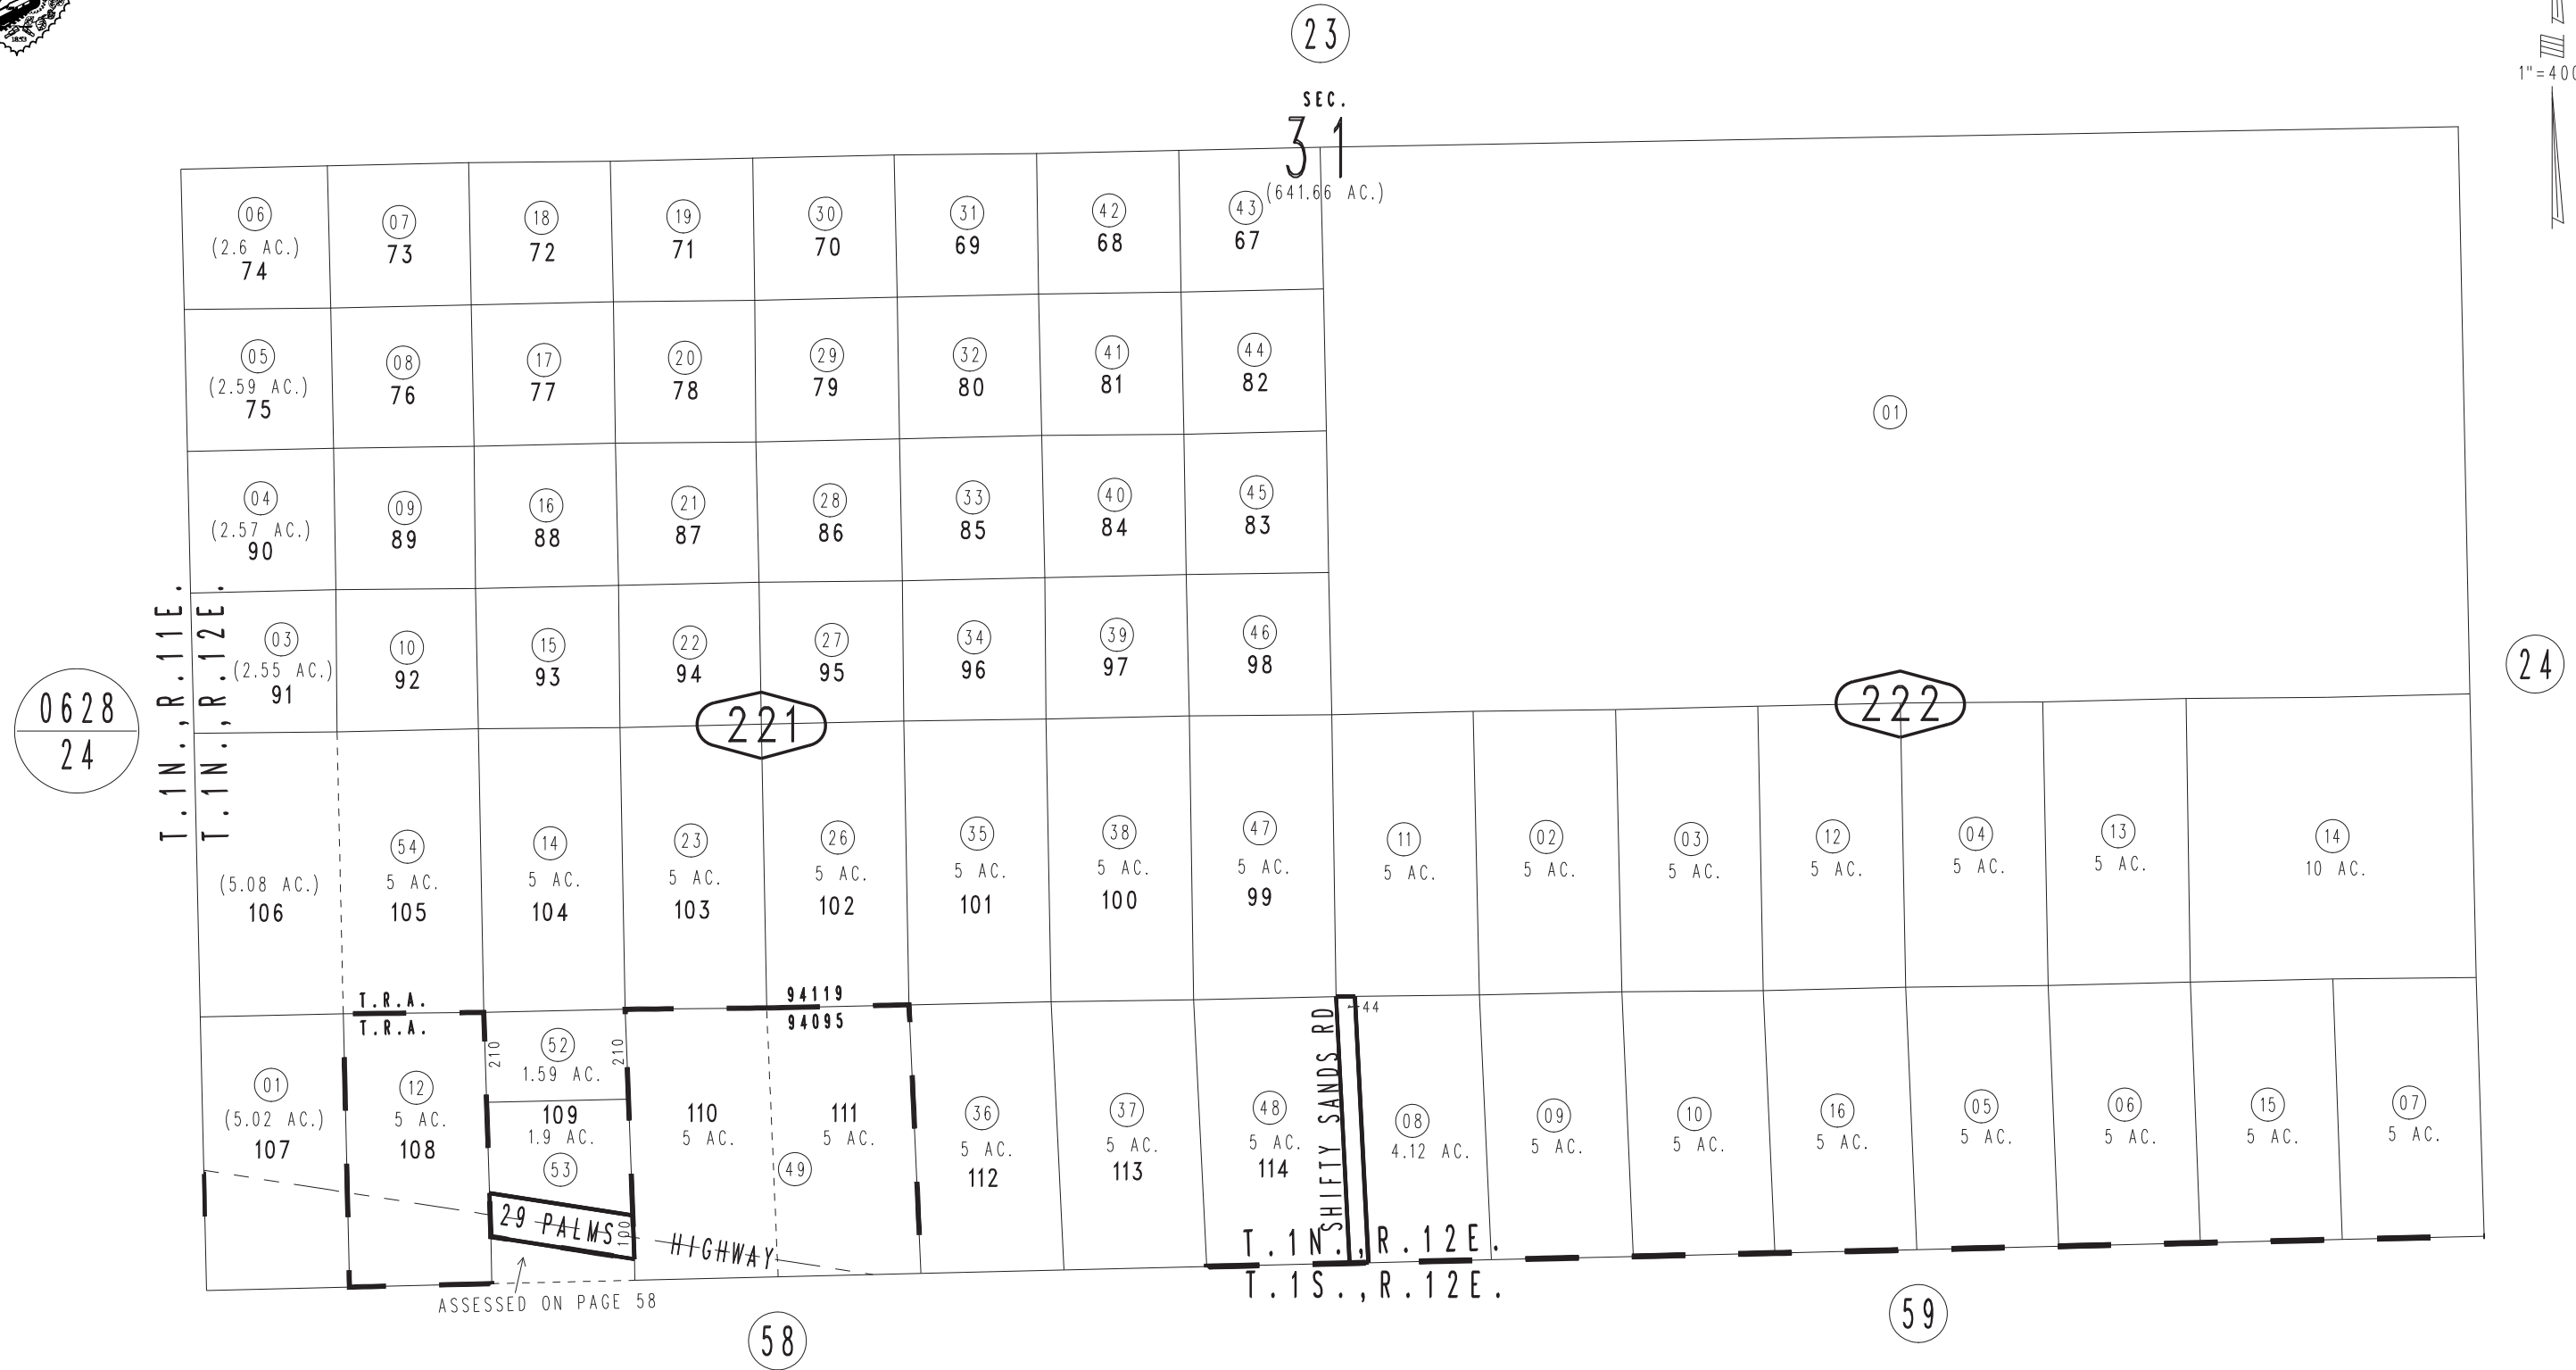 1853
23
1"=400
SEC.
31
(641.66 AC.)
06 07 18 19 30 31 42 43
(2.6 AC.)
74 73 72 71 70 69 68 67
05 08 17 20 29 32 41 44
(2.59 AC.)
75 76 77 78 79 80 81 82
01
04 09 16 21 28 33 40 45
(2.57 AC.)
90 89 88 87 86 85 84 83
T.1N.,R.11E.
T.1N.,R.12E.
03 10 15 22 27 34 39 46
(2.55 AC.)
91 92 93 94 95 96 97 98
0628
24
221
222
24
54 14 23 26 35 38 47 11 02 03 12 04 13 14
(5.08 AC.) 5 AC. 5 AC. 5 AC. 5 AC. 5 AC. 5 AC. 5 AC. 5 AC. 5 AC. 5 AC. 5 AC. 5 AC. 5 AC. 10 AC.
106 105 104 103 102 101 100 99
T.R.A. 94119
T.R.A. 94095
44
210 210
52
1.59 AC.
SHIFTY SANDS RD
01 12 109 110 111 36 37 48 08 09 10 16 05 06 15 07
(5.02 AC.) 5 AC. 1.9 AC. 5 AC. 5 AC. 5 AC. 5 AC. 5 AC. 4.12 AC. 5 AC. 5 AC. 5 AC. 5 AC. 5 AC. 5 AC. 5 AC.
107 108 53 49 112 113 114
29 PALMS HIGHWAY
100
T.1N.,R.12E.
T.1S.,R.12E.
ASSESSED ON PAGE 58
58
59